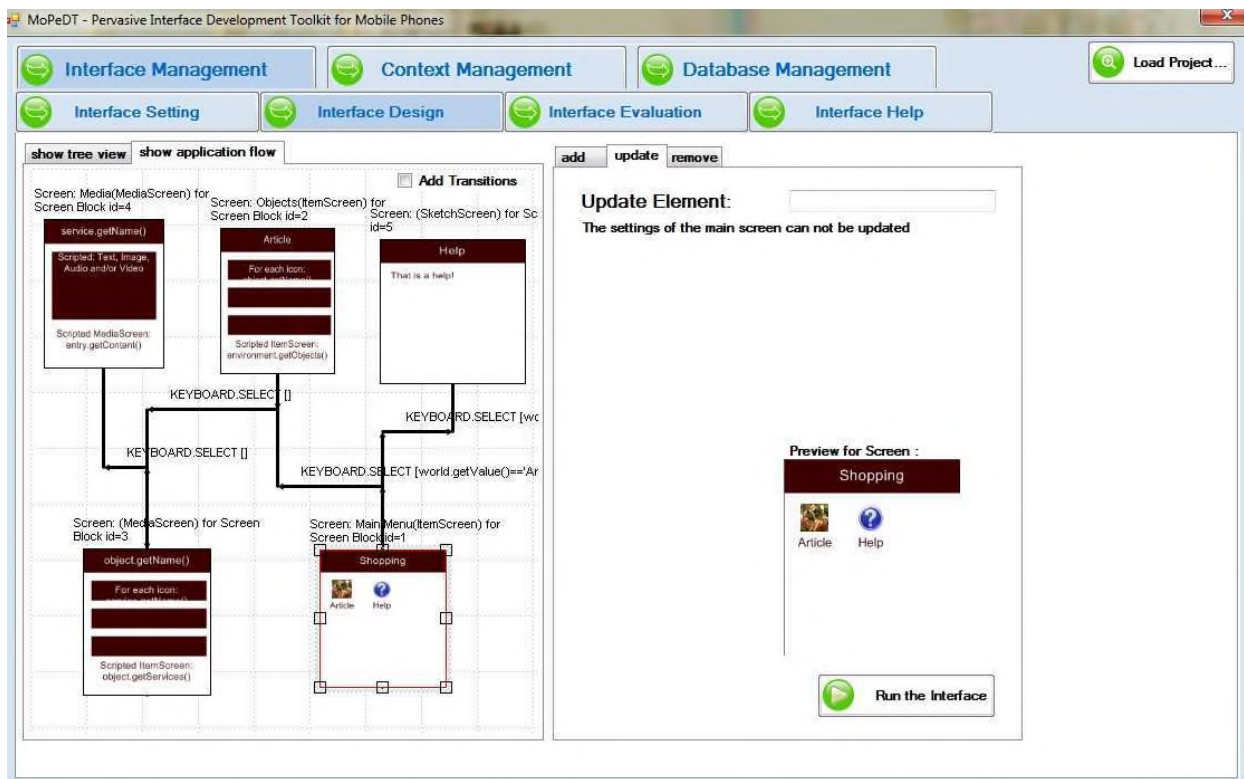 MoPeDT - Pervasive Interface Development Toolkit for Mobile Phones
Interface Management
Context Management
Database Management
Load Project...
Interface Setting
Interface Design
Interface Evaluation
Interface Help
show tree view
show application flow
Add Transitions
Screen: Media(MediaScreen) for
Screen Block id=4
service.getName()
Scripted: Text, Image,
Audio and/or Video
Scripted MediaScreen:
entry.getContent()
Screen: Objects(ItemScreen) for
Screen Block id=2
Article
For each icon:
object.getName()
Scripted ItemScreen:
environment.getObjects()
Screen: (SketchScreen) for Sc
id=5
Help
That is a help!
KEYBOARD.SELECT []
KEYBOARD.SELECT [wo
KEYBOARD.SELECT []
KEYBOARD.SELECT [world.getValue()=='Ar
Screen: (MediaScreen) for Screen
Block id=3
object.getName()
For each icon:
service.getName()
Scripted ItemScreen:
object.getServices()
Screen: Main Menu(ItemScreen) for
Screen Block id=1
Shopping
Article
Help
add
update
remove
Update Element:
The settings of the main screen can not be updated
Preview for Screen :
Shopping
Article
Help
Run the Interface